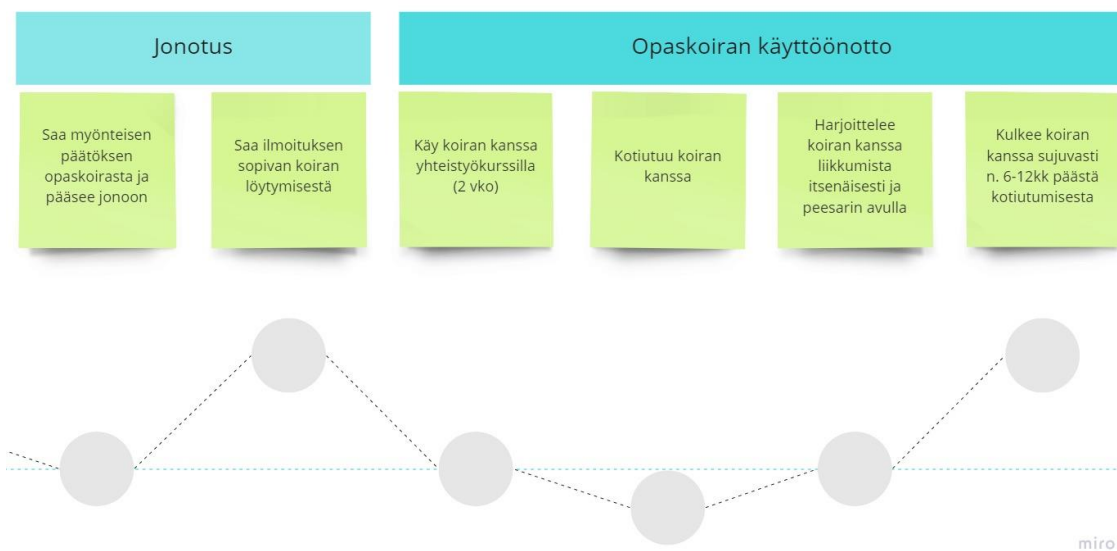 Jonotus
Opaskoiran käyttöönotto
Saa myönteisen
päätöksen
opaskoirasta ja
pääsee jonoon
Saa ilmoituksen
sopivan koiran
löytymisestä
Käy koiran kanssa
yhteistyökurssilla
(2 vko)
Kotiutuu koiran
kanssa
Harjoittelee
koiran kanssa
liikkumista
itsenäisesti ja
peesarin avulla
Kulkee koiran
kanssa sujuvasti
n. 6-12kk päästä
kotiutumisesta
miro